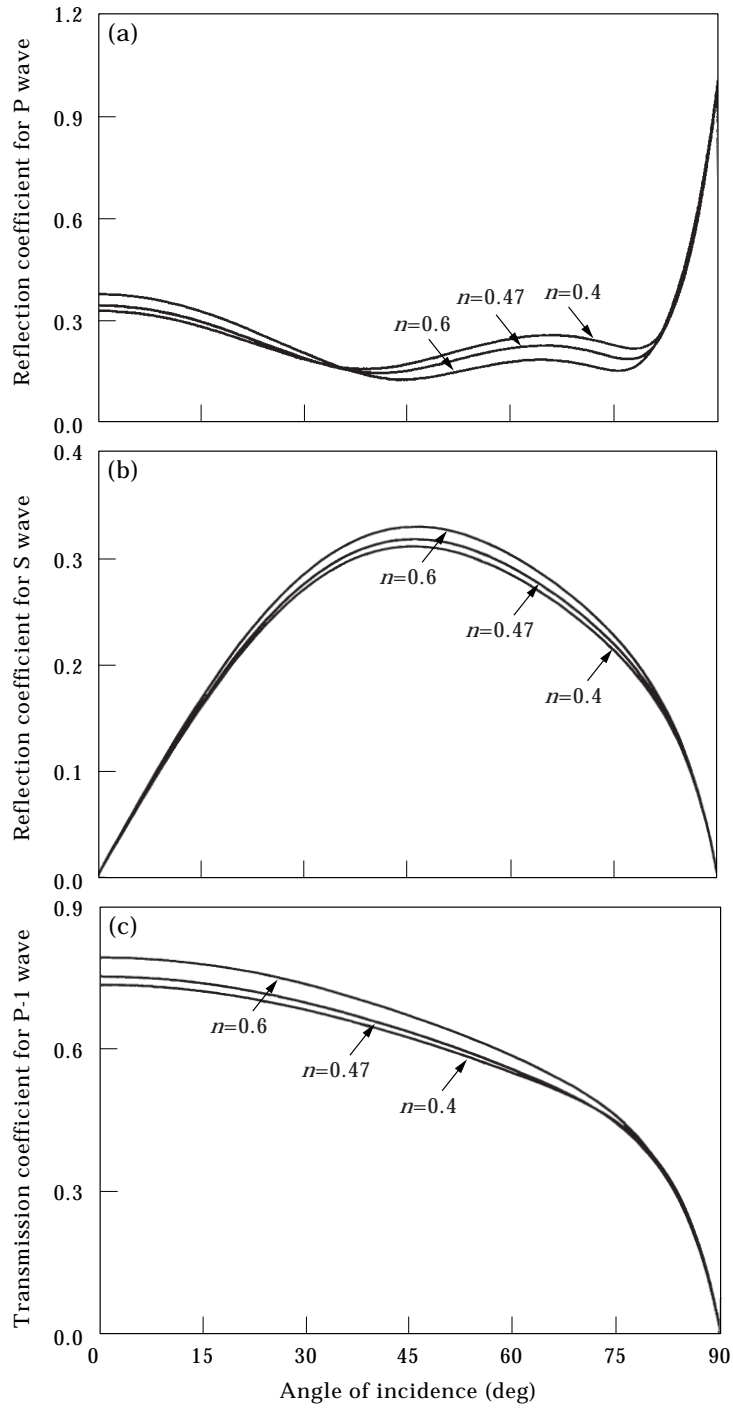 1.2
(a)
0.9
0.6
0.3
0.0
Reflection coefficient for P wave
n=0.6
n=0.47
n=0.4
0.4
(b)
0.3
0.2
0.1
0.0
Reflection coefficient for S wave
n=0.6
n=0.47
n=0.4
0.9
(c)
0.6
0.3
0.0
Transmission coefficient for P-1 wave
n=0.6
n=0.47
n=0.4
0 15 30 45 60 75 90
Angle of incidence (deg)